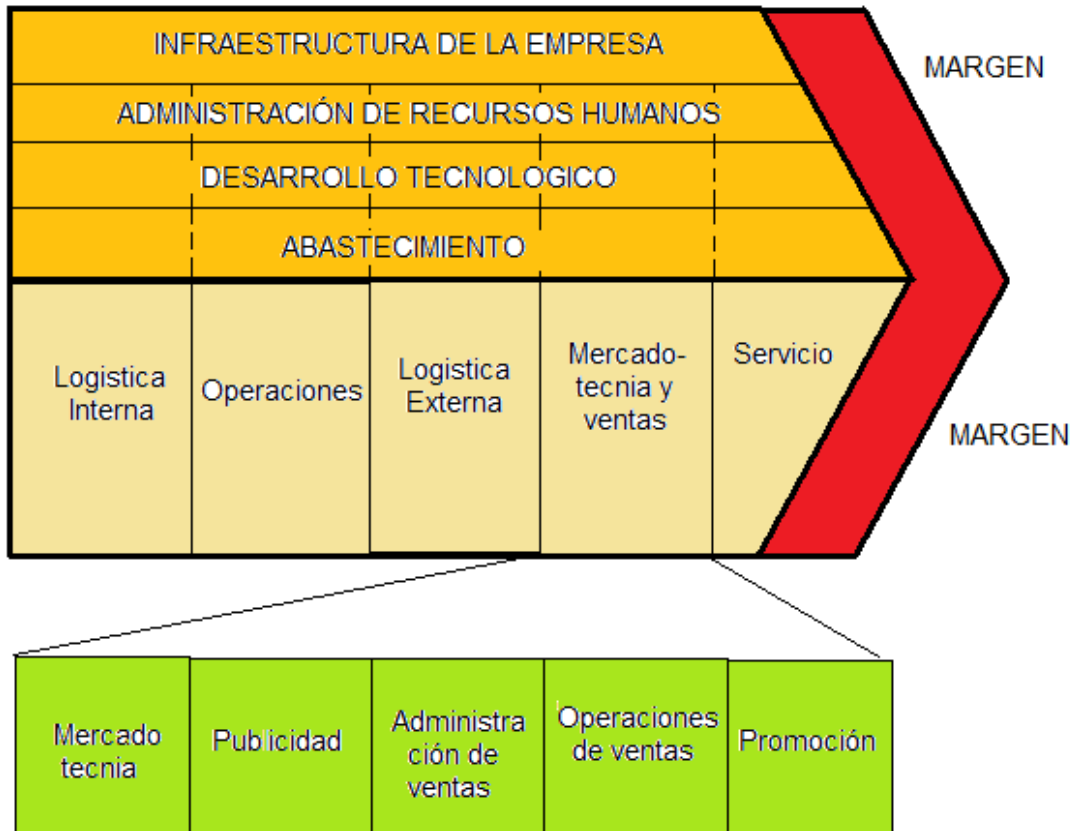 INFRAESTRUCTURA DE LA EMPRESA
MARGEN
ADMINISTRACIÓN DE RECURSOS HUMANOS
DESARROLLO TECNOLOGICO
ABASTECIMIENTO
Logistica
Interna
Operaciones
Logistica
Externa
Mercado-
tecnia y
ventas
Servicio
MARGEN
Mercado
tecnia
Publicidad
Administra
ción de
ventas
Operaciones
de ventas
Promoción